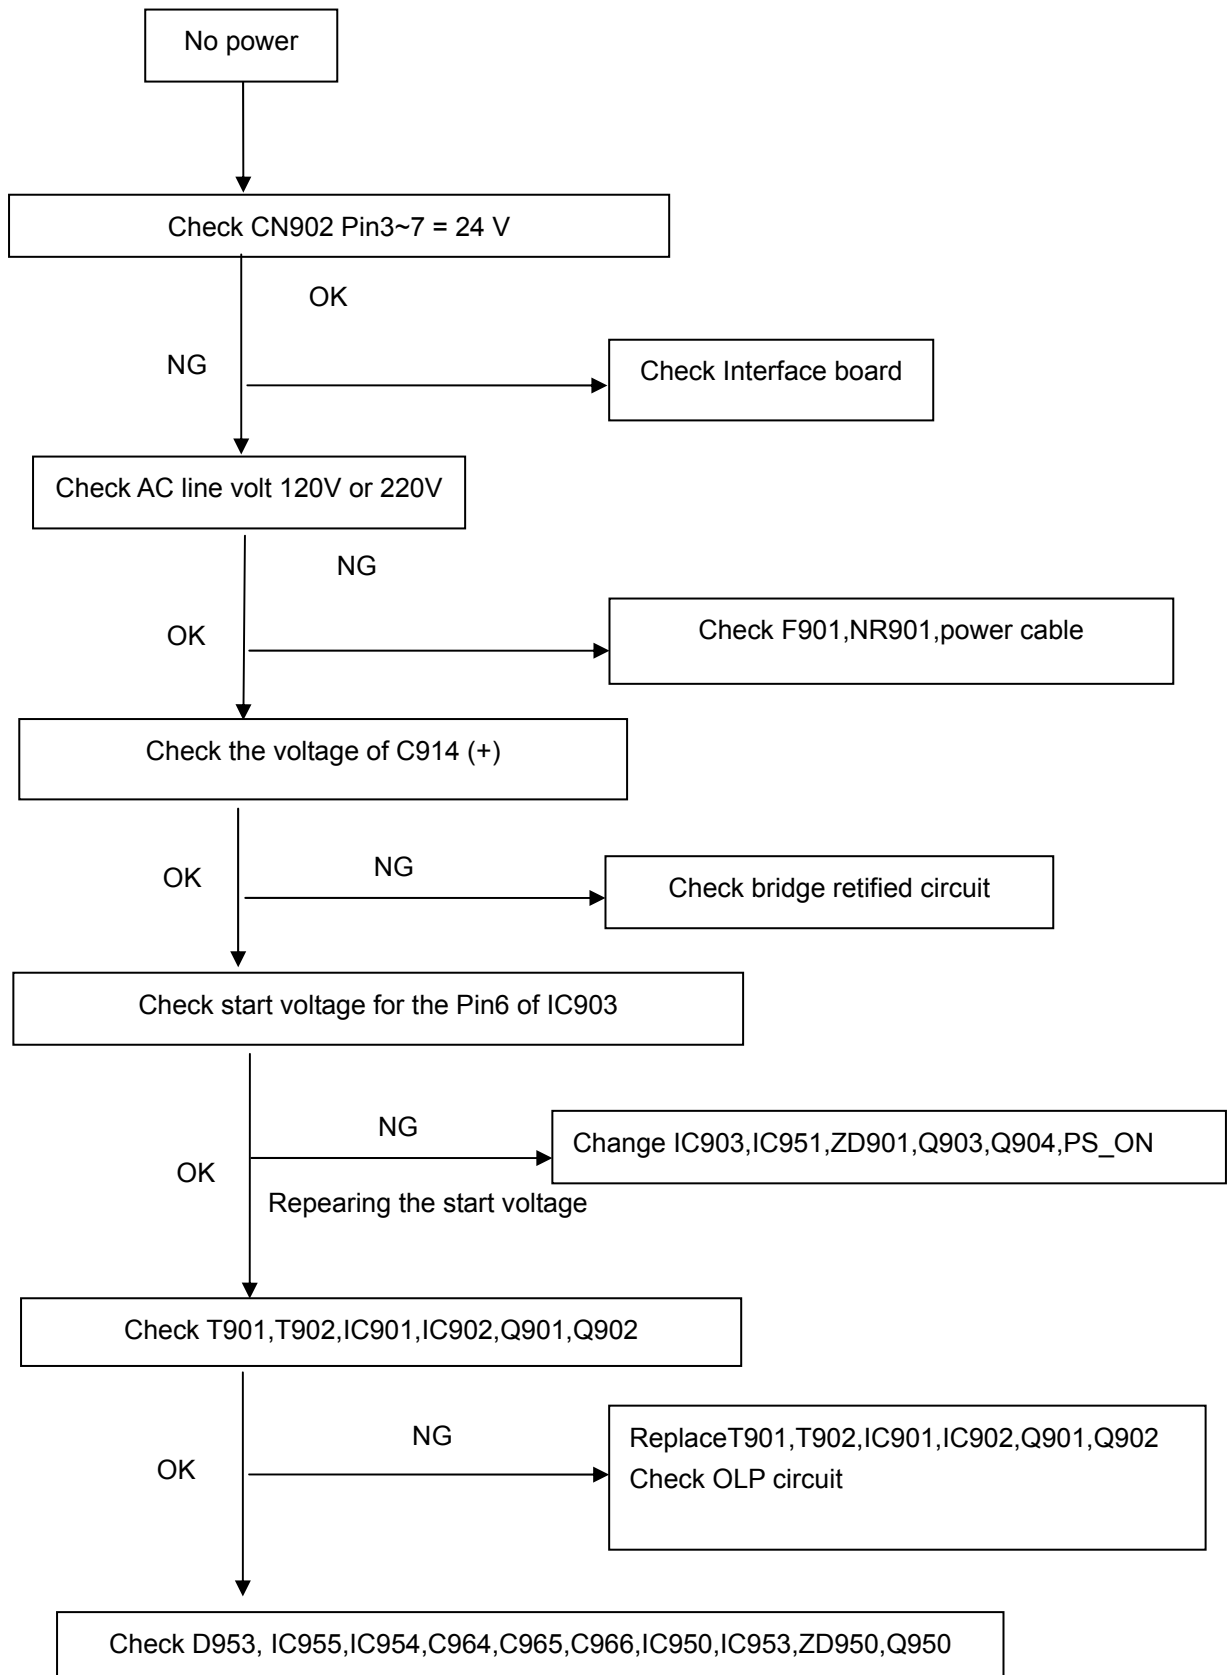 No power
Check CN902 Pin3~7 = 24 V
OK
NG
Check Interface board
Check AC line volt 120V or 220V
NG
OK
Check F901,NR901,power cable
Check the voltage of C914 (+)
NG
OK
Check bridge retified circuit
Check start voltage for the Pin6 of IC903
NG
Change IC903,IC951,ZD901,Q903,Q904,PS_ON
OK
Repearing the start voltage
Check T901,T902,IC901,IC902,Q901,Q902
NG
ReplaceT901,T902,IC901,IC902,Q901,Q902
OK
Check OLP circuit
Check D953, IC955,IC954,C964,C965,C966,IC950,IC953,ZD950,Q950